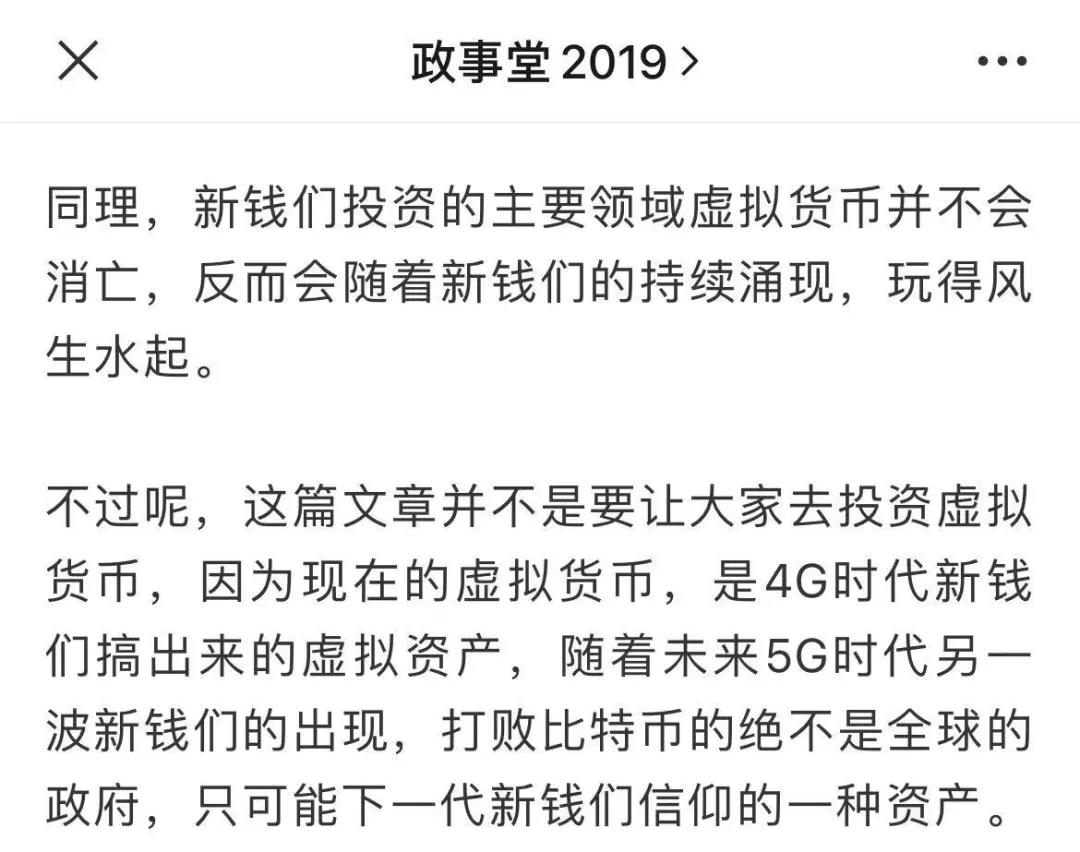 政事堂2019
同理，新钱们投资的主要领域虚拟货币并不会
消亡，反而会随着新钱们的持续涌现，玩得风
生水起。
不过呢，这篇文章并不是要让大家去投资虚拟
货币，因为现在的虚拟货币，是4G时代新钱
们搞出来的虚拟资产，随着未来5G时代另一
波新钱们的出现，打败比特币的绝不是全球的
政府，只可能下一代新钱们信仰的一种资产。